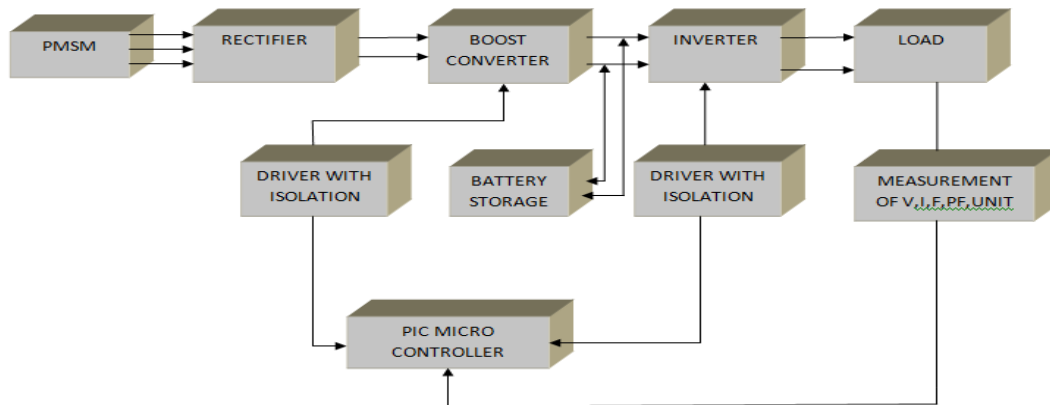 PMSM
RECTIFIER
BOOST
CONVERTER
INVERTER
LOAD
DRIVER WITH
ISOLATION
BATTERY
STORAGE
DRIVER WITH
ISOLATION
MEASUREMENT
OF V,I,F,PF,UNIT
PIC MICRO
CONTROLLER